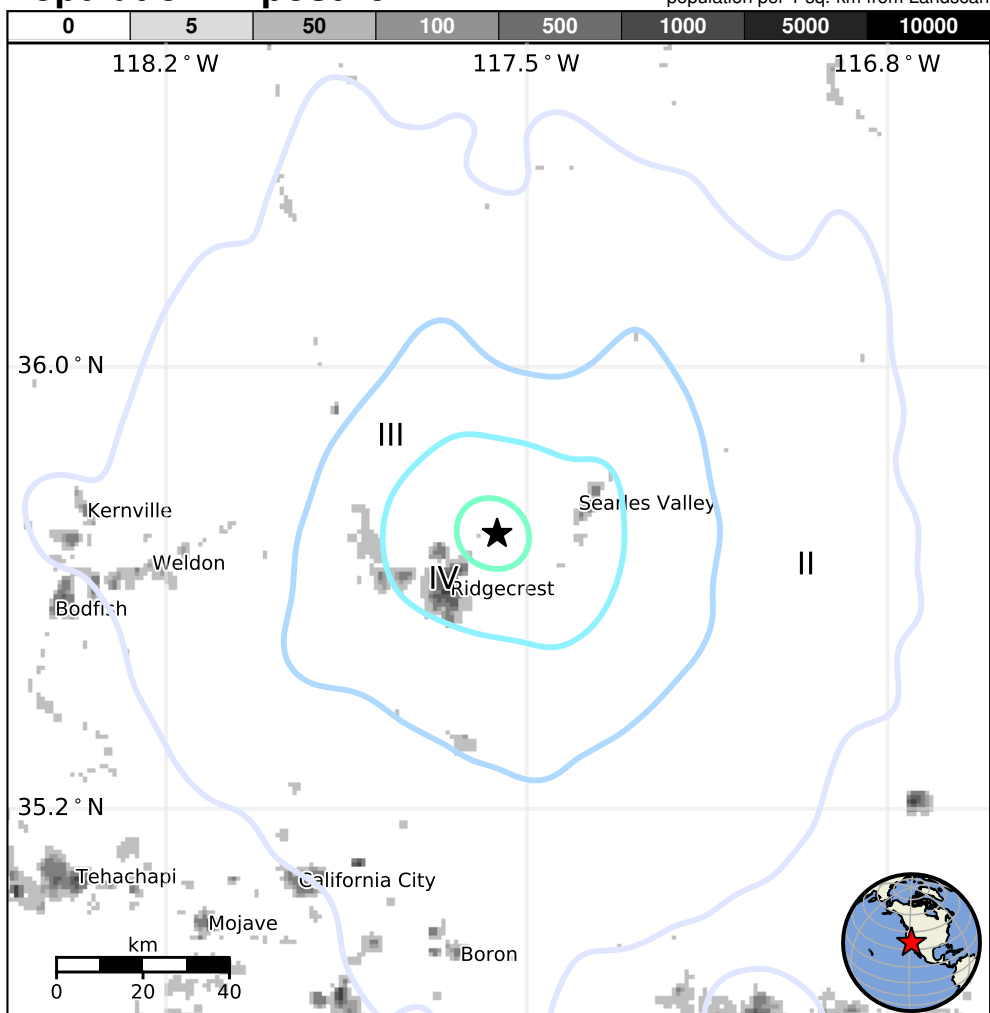 population per 1 sq. km from Landscan
0 5 50 100 500 1000 5000 10000
118.2°W 117.5°W 116.8°W
36.0°N
III
Kernville
Searles Valley
Weldon
II
IV
Ridgecrest
Bodfish
35.2°N
Tehachapi
California City
Mojave
km
Boron
0 20 40